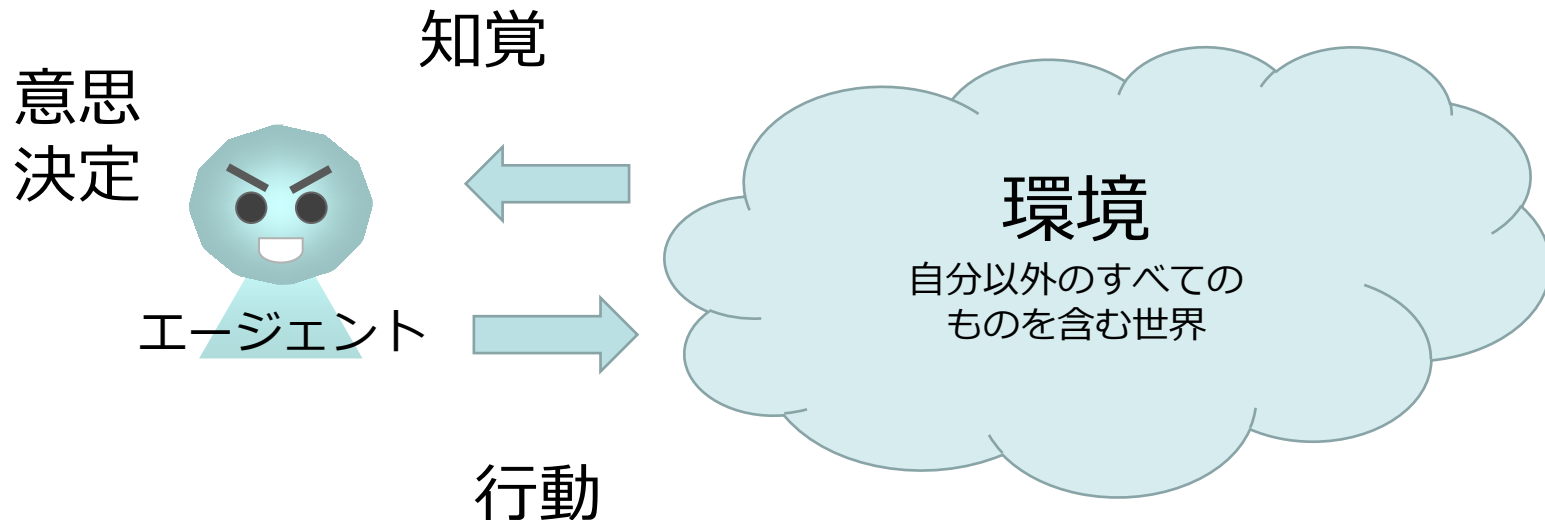 知覚
意思
決定
エージェント
環境
自分以外のすべての
ものを含む世界
行動